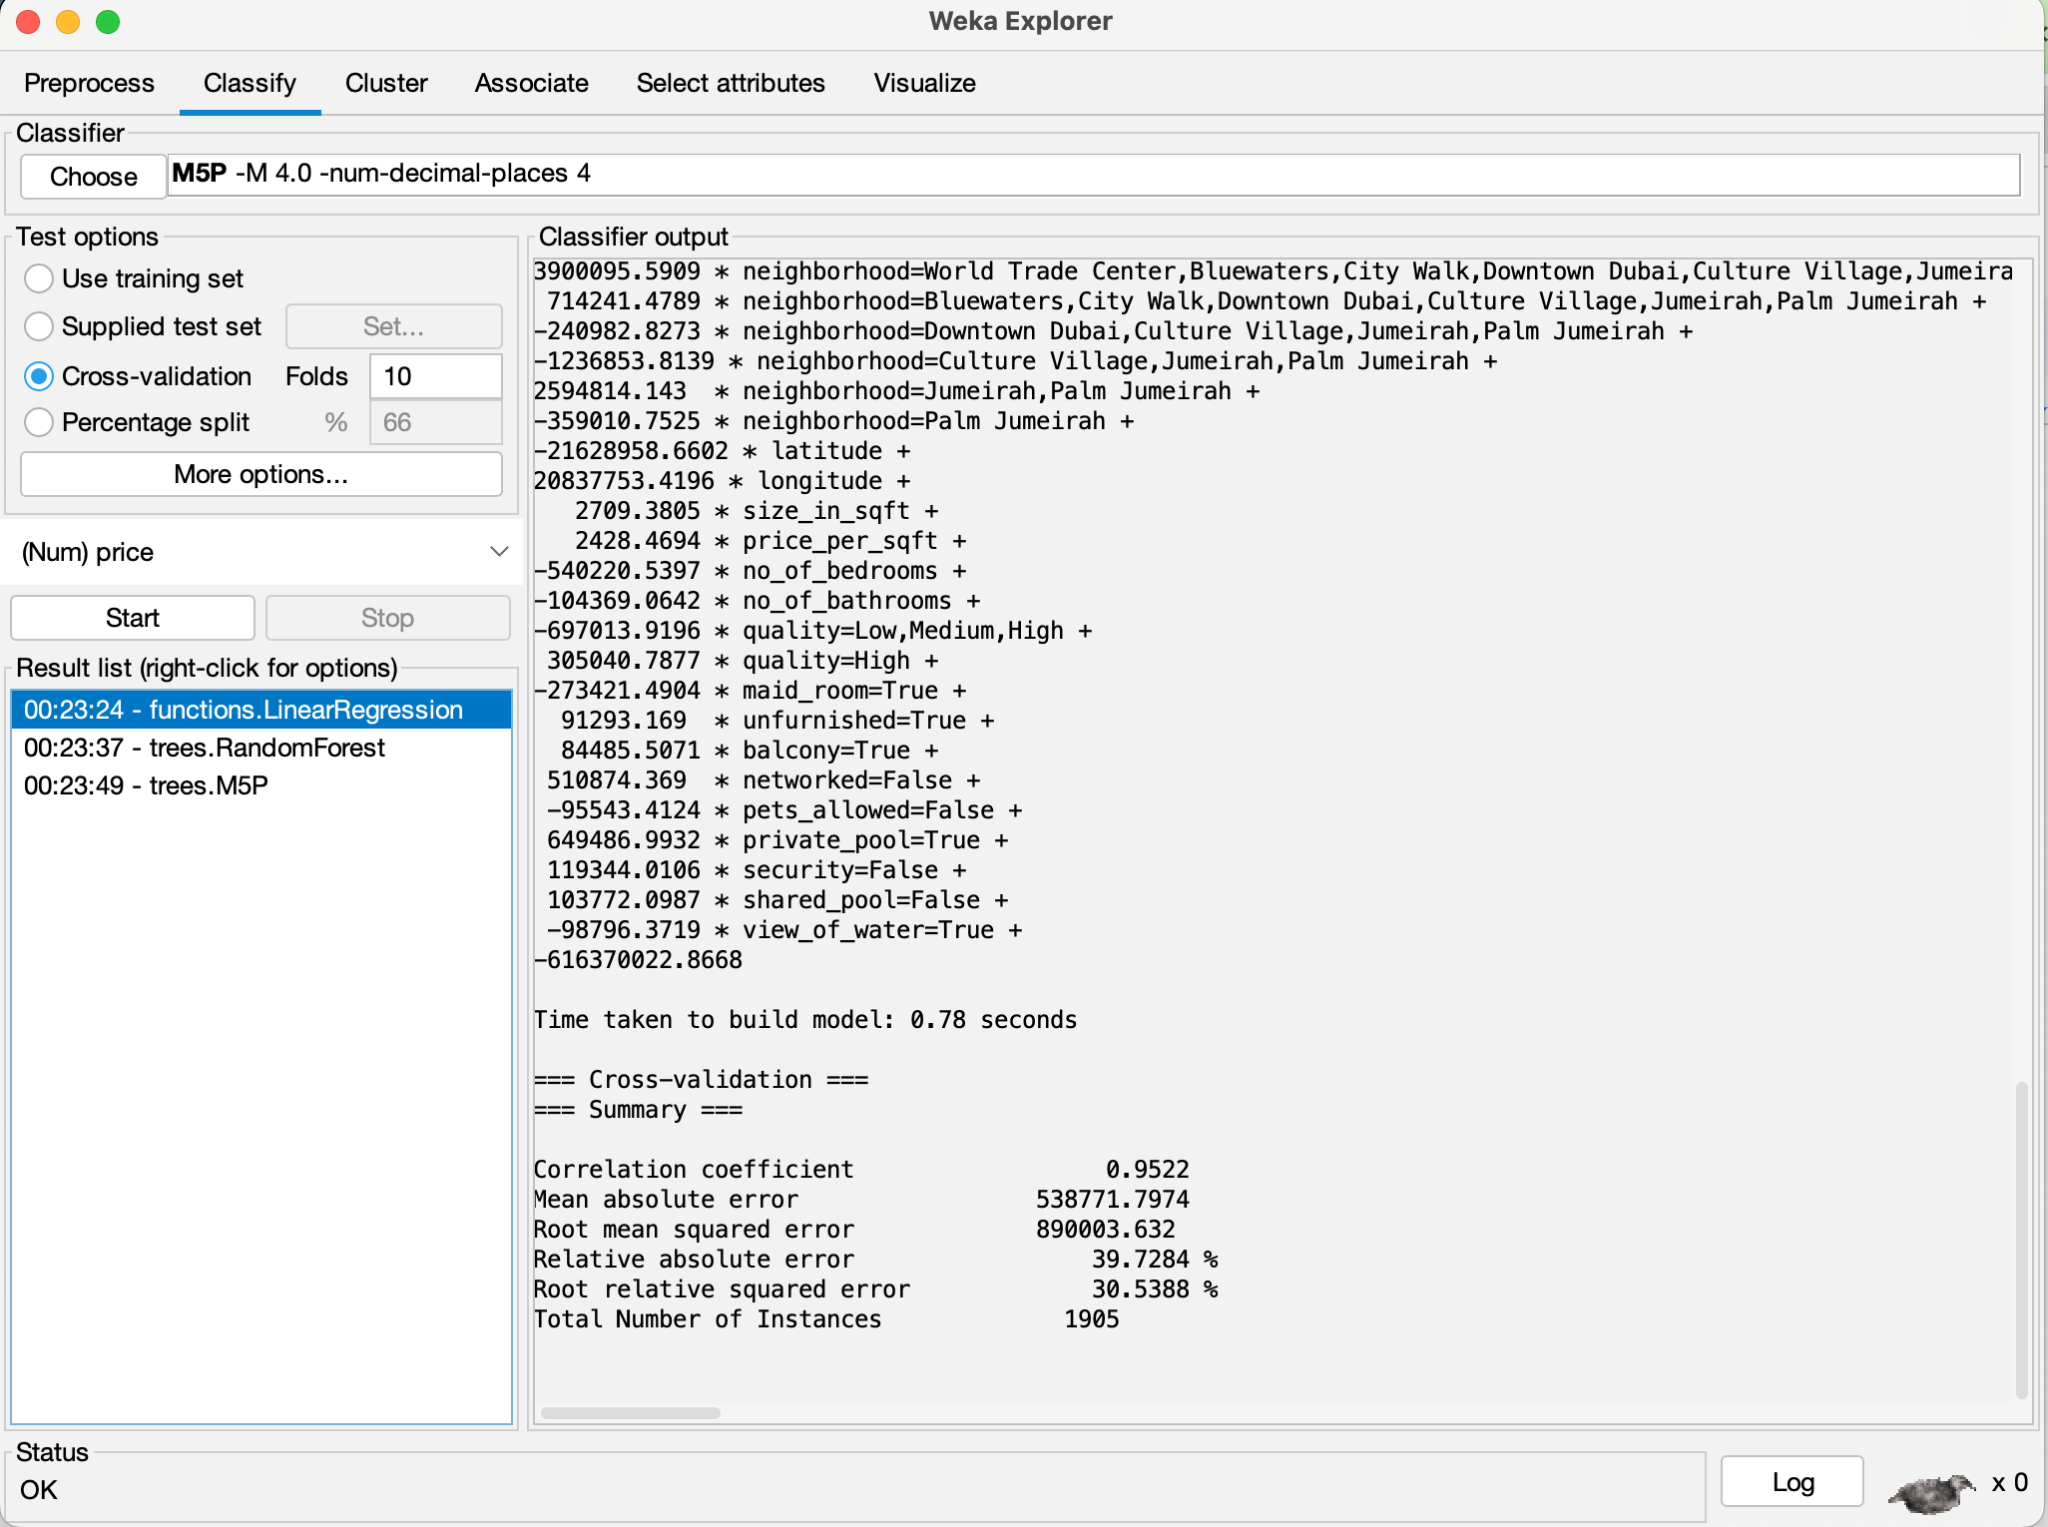 Weka Explorer
Preprocess Classify Cluster Associate Select attributes Visualize
Classifier
Choose M5P -M 4.0 -num-decimal-places 4
Test options
Use training set
Supplied test set Set...
Cross-validation Folds 10
Percentage split % 66
More options...
(Num) price
Start Stop
Result list (right-click for options)
00:23:24 - functions.LinearRegression
00:23:37 - trees.RandomForest
00:23:49 - trees.M5P
Classifier output
3900095.5909 * neighborhood=World Trade Center,Bluewaters,City Walk,Downtown Dubai,Culture Village,Jumeira
714241.4789 * neighborhood=Bluewaters,City Walk,Downtown Dubai,Culture Village,Jumeirah,Palm Jumeirah +
-240982.8273 * neighborhood=Downtown Dubai,Culture Village,Jumeirah,Palm Jumeirah +
-1236853.8139 * neighborhood=Culture Village,Jumeirah,Palm Jumeirah +
2594814.143 * neighborhood=Jumeirah,Palm Jumeirah +
-359010.7525 * neighborhood=Palm Jumeirah +
-21628958.6602 * latitude +
20837753.4196 * longitude +
2709.3805 * size_in_sqft +
2428.4694 * price_per_sqft +
-540220.5397 * no_of_bedrooms +
-104369.0642 * no_of_bathrooms +
-697013.9196 * quality=Low,Medium,High +
305040.7877 * quality=High +
-273421.4904 * maid_room=True +
91293.169 * unfurnished=True +
84485.5071 * balcony=True +
510874.369 * networked=False +
-95543.4124 * pets_allowed=False +
649486.9932 * private_pool=True +
119344.0106 * security=False +
103772.0987 * shared_pool=False +
-98796.3719 * view_of_water=True +
-616370022.8668
Time taken to build model: 0.78 seconds
=== Cross-validation ===
=== Summary ===
Correlation coefficient 0.9522
Mean absolute error 538771.7974
Root mean squared error 890003.632
Relative absolute error 39.7284 %
Root relative squared error 30.5388 %
Total Number of Instances 1905
Status
OK
Log x 0